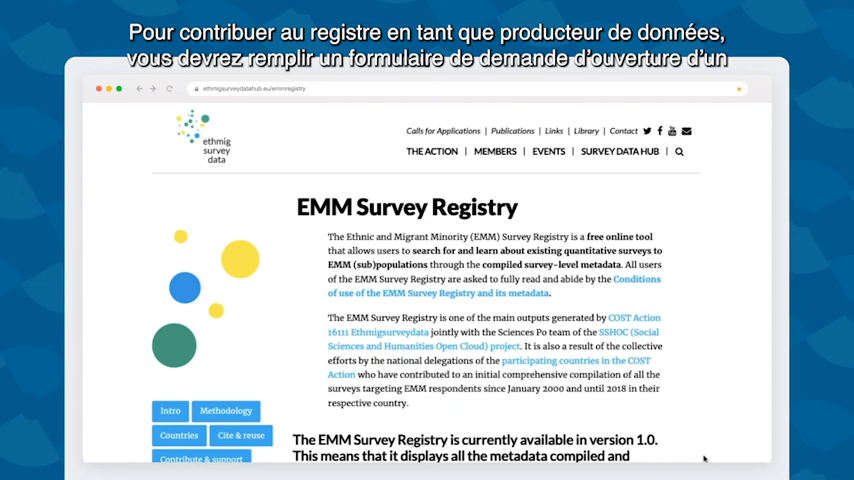 Pour contribuer au registre en tant que producteur de données,
vous devrez remplir un formulaire de demande d'ouverture d'un
ethmigsurveydatahub.eu/emmregistry
ethmig
survey
data
Calls for Applications | Publications | Links | Library | Contact
THE ACTION | MEMBERS | EVENTS | SURVEY DATA HUB |
EMM Survey Registry
The Ethnic and Migrant Minority (EMM) Survey Registry is a free online tool
that allows users to search for and learn about existing quantitative surveys to
EMM (sub)populations through the compiled survey-level metadata. All users
of the EMM Survey Registry are asked to fully read and abide by the Conditions
of use of the EMM Survey Registry and its metadata.
The EMM Survey Registry is one of the main outputs generated by COST Action
16111 Ethmigsurveydata jointly with the Sciences Po team of the SSHOC (Social
Sciences and Humanities Open Cloud) project. It is also a result of the collective
efforts by the national delegations of the participating countries in the COST
Action who have contributed to an initial comprehensive compilation of all the
surveys targeting EMM respondents since January 2000 and until 2018 in their
respective country.
Intro Methodology
Countries Cite & reuse
Contribute & support
The EMM Survey Registry is currently available in version 1.0.
This means that it displays all the metadata compiled and